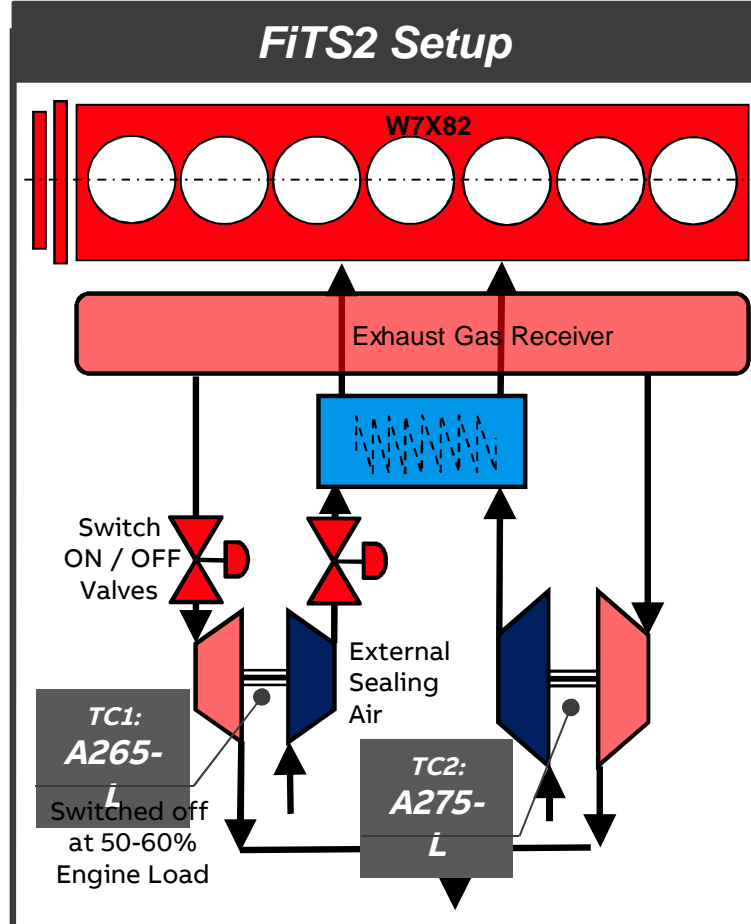 FiTS2 Setup
W7X82
Exhaust Gas Receiver
Switch
ON / OFF
Valves
External
Sealing
Air
TC1:
A265-
L
Switched off
at 50-60%
Engine Load
TC2:
A275-
L